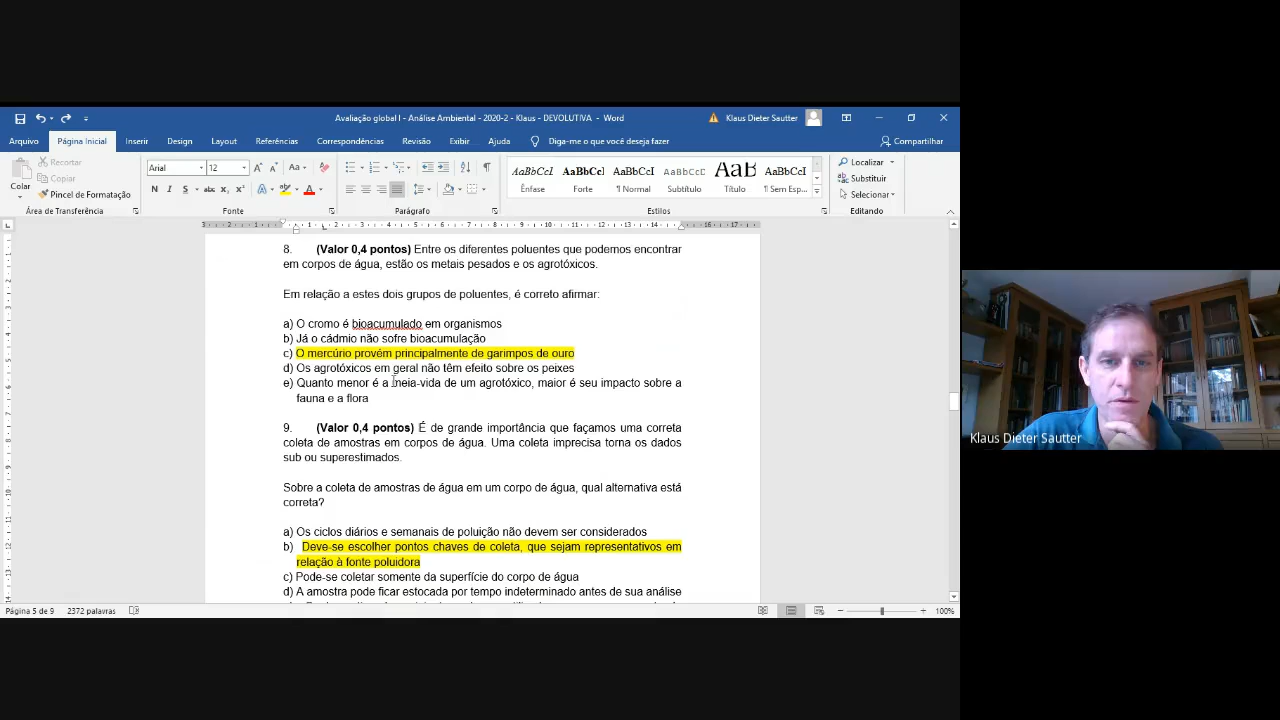 Avaliação global I - Análise Ambiental - 2020-2 - Klaus - DEVOLUTIVA - Word
Klaus Dieter Sautter
Arquivo Página Inicial Inserir Design Layout Referências Correspondências Revisão Exibir Ajuda Diga-me o que você deseja fazer Compartilhar
Colar
Recortar
Copiar
Pincel de Formatação
Área de Transferência
Arial 12
Fonte
Parágrafo
AaBbCcI AaBbCcI AaBbCcI AaBbCcI AaB AaBbCcI
Ênfase Forte ¶ Normal Subtítulo Título ¶ Sem Esp...
Estilos
Localizar
Substituir
Selecionar
Editando
8. (Valor 0,4 pontos) Entre os diferentes poluentes que podemos encontrar
em corpos de água, estão os metais pesados e os agrotóxicos.
Em relação a estes dois grupos de poluentes, é correto afirmar:
a) O cromo é bioacumulado em organismos
b) Já o cádmio não sofre bioacumulação
c) O mercúrio provém principalmente de garimpos de ouro
d) Os agrotóxicos em geral não têm efeito sobre os peixes
e) Quanto menor é a meia-vida de um agrotóxico, maior é seu impacto sobre a
fauna e a flora
9. (Valor 0,4 pontos) É de grande importância que façamos uma correta
coleta de amostras em corpos de água. Uma coleta imprecisa torna os dados
sub ou superestimados.
Sobre a coleta de amostras de água em um corpo de água, qual alternativa está
correta?
a) Os ciclos diários e semanais de poluição não devem ser considerados
b) Deve-se escolher pontos chaves de coleta, que sejam representativos em
relação à fonte poluidora
c) Pode-se coletar somente da superfície do corpo de água
d) A amostra pode ficar estocada por tempo indeterminado antes de sua análise
Página 5 de 9 2372 palavras 100%
Klaus Dieter Sautter